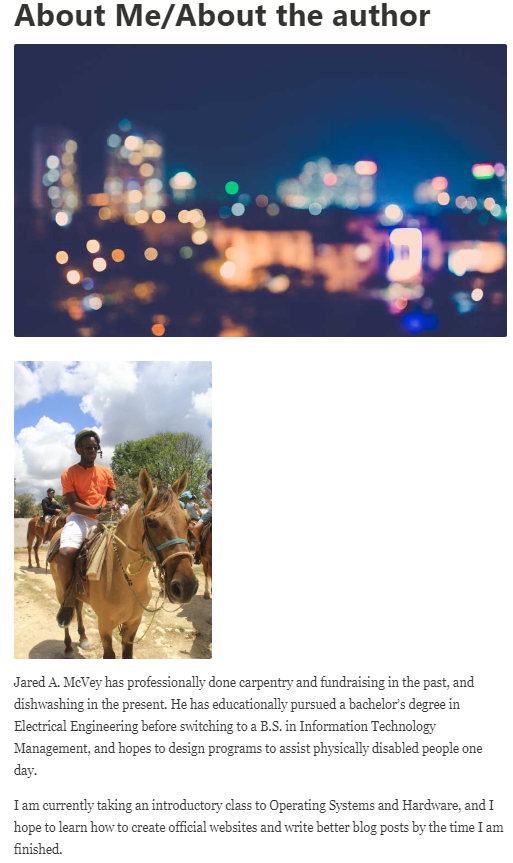 About Me/About the author
Jared A. McVey has professionally done carpentry and fundraising in the past, and
dishwashing in the present. He has educationally pursued a bachelor’s degree in
Electrical Engineering before switching to a B.S. in Information Technology
Management, and hopes to design programs to assist physically disabled people one
day.
I am currently taking an introductory class to Operating Systems and Hardware, and I
hope to learn how to create official websites and write better blog posts by the time I am
finished.